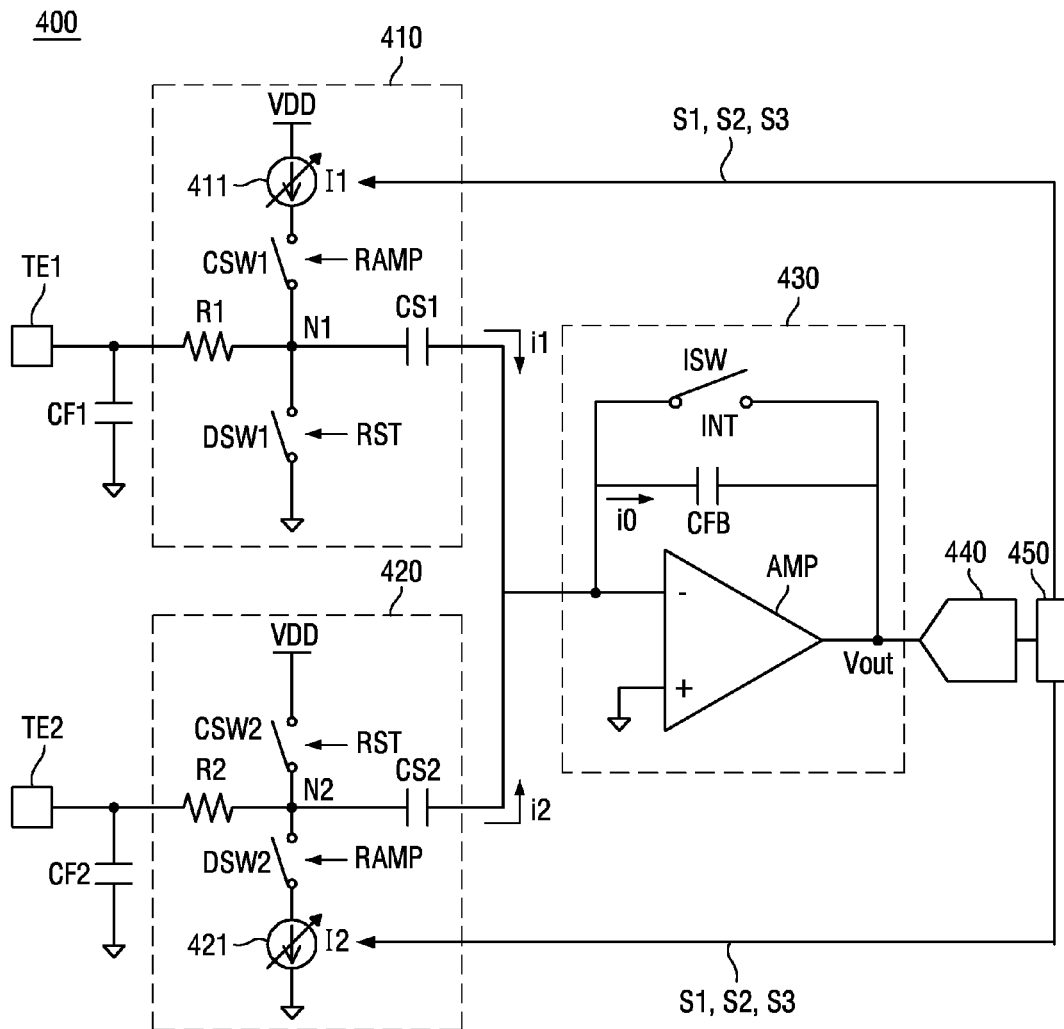 400
410
VDD
S1, S2, S3
411
I1
CSW1
RAMP
TE1
R1
N1
CS1
i1
430
CF1
DSW1
RST
ISW
INT
i0
CFB
420
AMP
440
450
VDD
-
+
Vout
TE2
CSW2
RST
R2
N2
CS2
i2
CF2
DSW2
RAMP
421
I2
S1, S2, S3